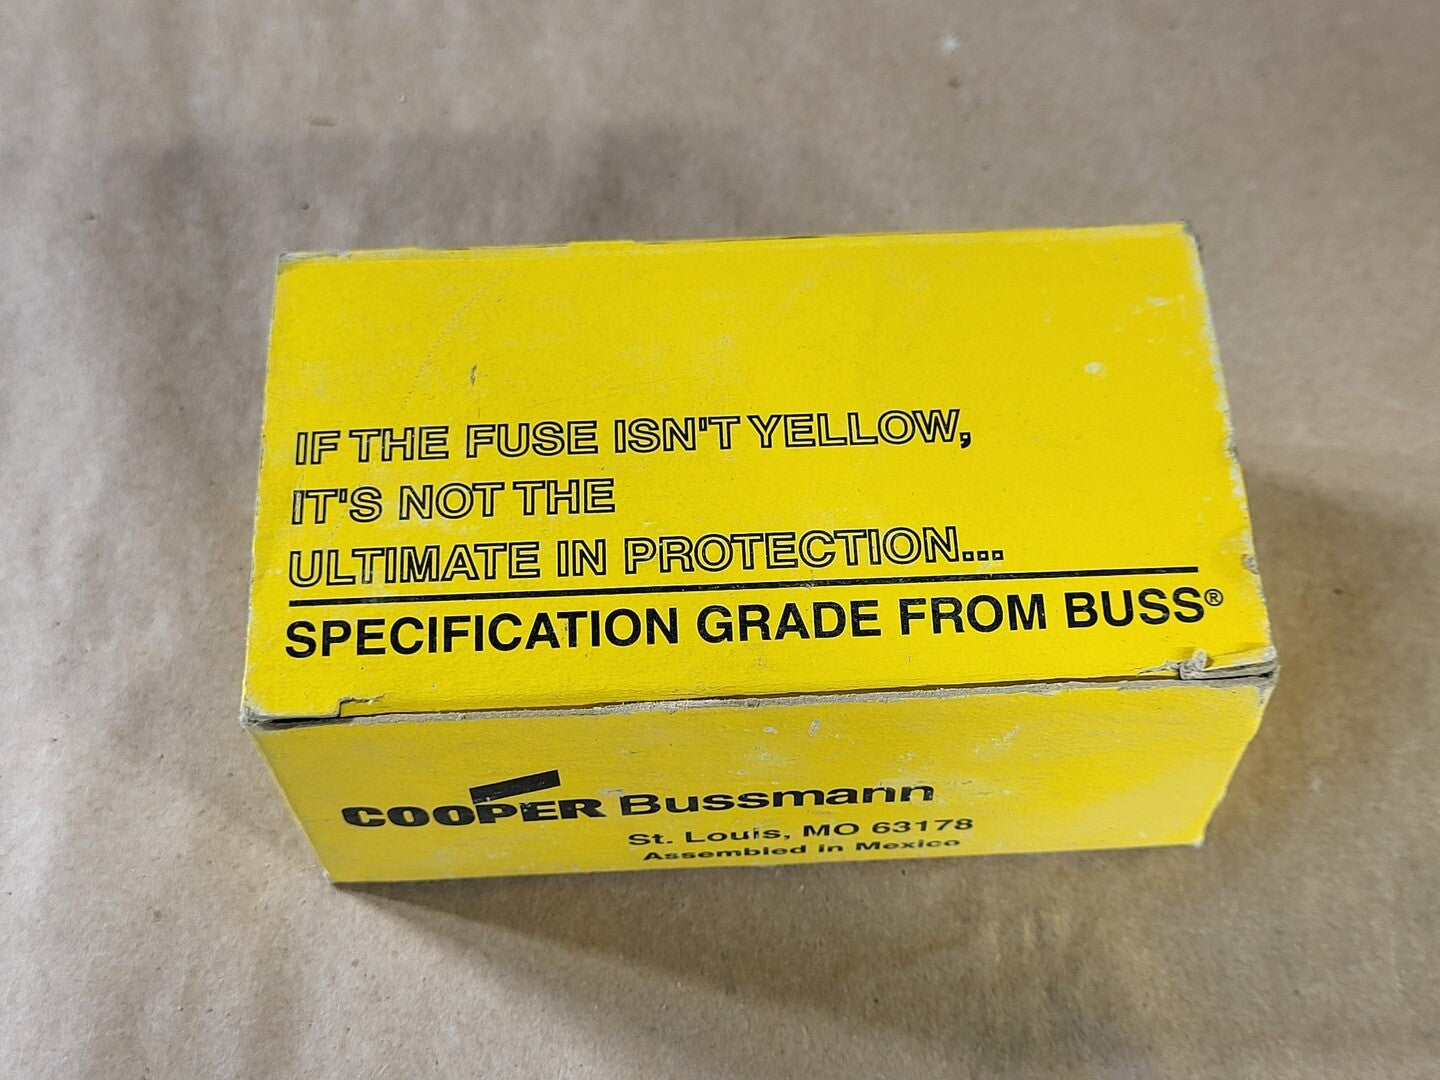 IF THE FUSE ISN'T YELLOW,
IT'S NOT THE
ULTIMATE IN PROTECTION...
SPECIFICATION GRADE FROM BUSS®
COOPER Bussmann
St. Louis, MO 63178
Assembled in Mexico